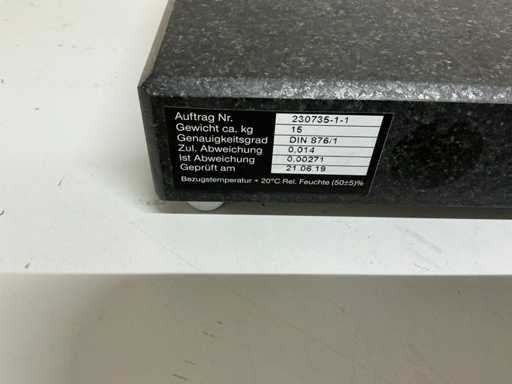 Auftrag Nr. 230735-1-1
Gewicht ca. kg 15
Genauigkeitsgrad DIN 876/1
Zul. Abweichung 0,014
Ist Abweichung 0,00271
Geprüft am 21.06.19
Bezugstemperatur + 20°C Rel. Feuchte (50±5)%